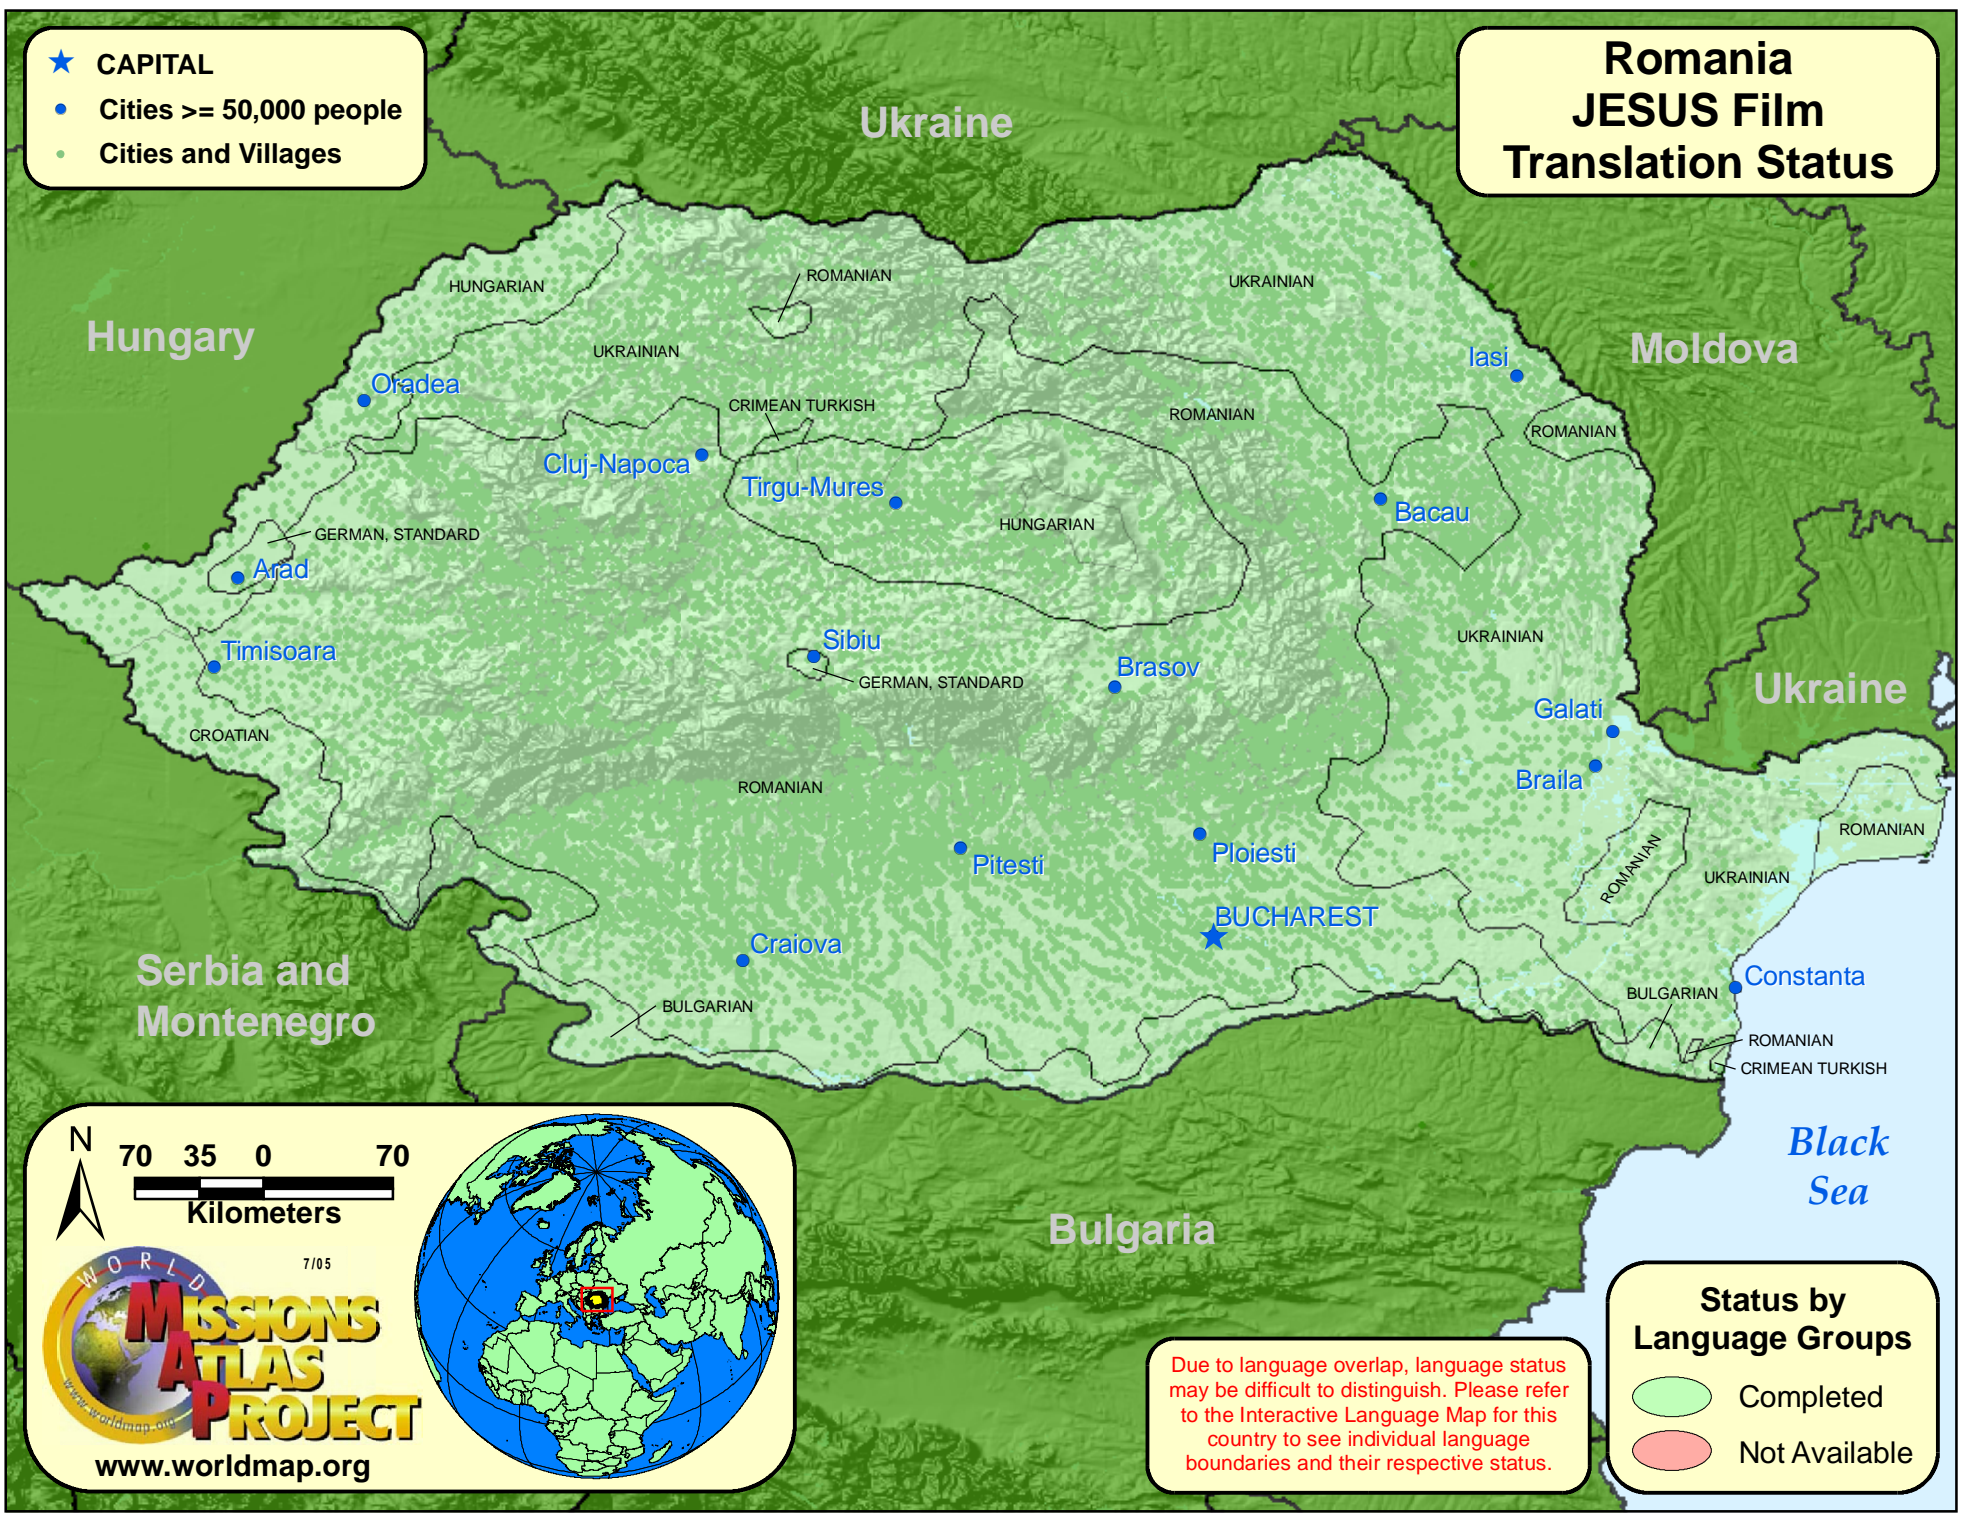 CAPITAL
Cities >= 50,000 people
Cities and Villages
Romania
JESUS Film
Translation Status
Ukraine
Hungary
Moldova
Ukraine
Serbia and
Montenegro
Bulgaria
Black
Sea
HUNGARIAN
ROMANIAN
UKRAINIAN
UKRAINIAN
Oradea
Iasi
CRIMEAN TURKISH
ROMANIAN
ROMANIAN
Cluj-Napoca
Tirgu-Mures
HUNGARIAN
Bacau
GERMAN, STANDARD
Arad
Timisoara
Sibiu
GERMAN, STANDARD
Brasov
UKRAINIAN
CROATIAN
Galati
Braila
ROMANIAN
ROMANIAN
ROMANIAN
UKRAINIAN
Pitesti
Ploiesti
BUCHAREST
Craiova
Constanta
BULGARIAN
BULGARIAN
ROMANIAN
CRIMEAN TURKISH
N
70 35 0 70
Kilometers
7/05
WORLD
MISSIONS
ATLAS
PROJECT
www.worldmap.org
www.worldmap.org
Due to language overlap, language status
may be difficult to distinguish. Please refer
to the Interactive Language Map for this
country to see individual language
boundaries and their respective status.
Status by
Language Groups
Completed
Not Available